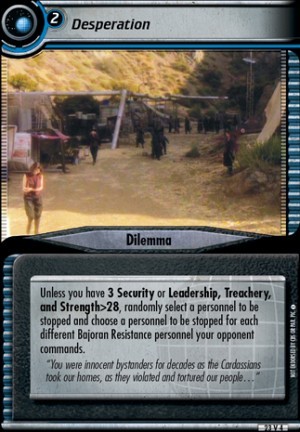 2
Desperation
Dilemma
Unless you have 3 Security or Leadership, Treachery,
and Strength>28, randomly select a personnel to be
stopped and choose a personnel to be stopped for each
different Bajoran Resistance personnel your opponent
commands.
"You were innocent bystanders for decades as the Cardassians
took our homes, as they violated and tortured our people…"
33 V 4